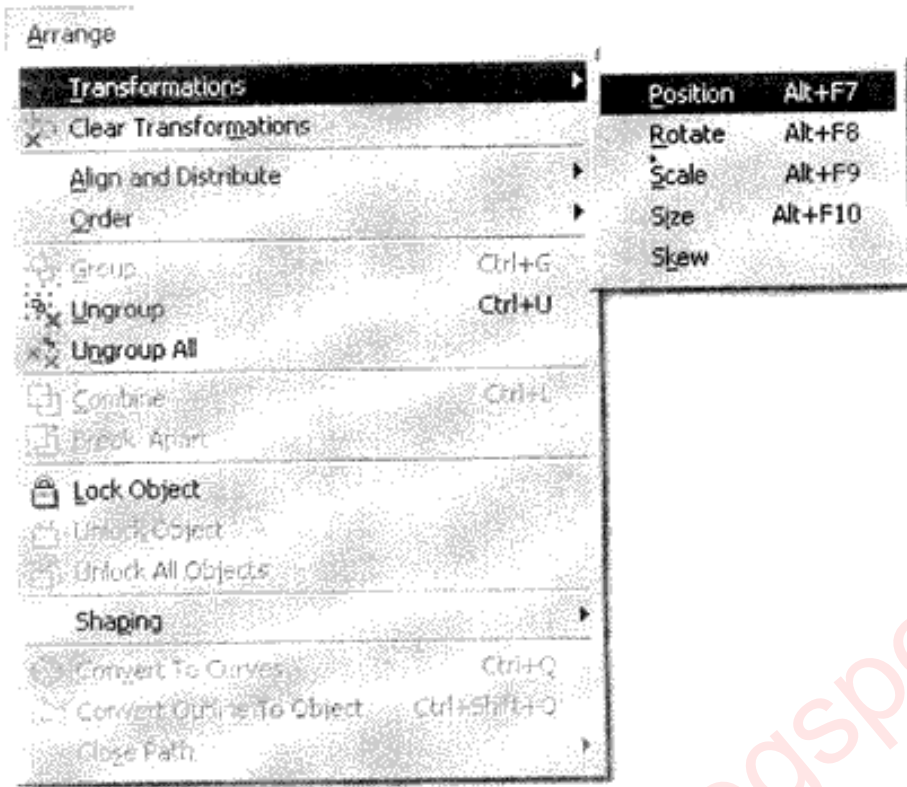 Arrange
Transformations
Clear Transformations
Align and Distribute
Order
Group Ctrl+G
Ungroup Ctrl+U
Ungroup All
Combine Ctrl+L
Break Apart
Lock Object
Unlock Object
Unlock All Objects
Shaping
Convert To Curves Ctrl+Q
Convert Outline To Object Ctrl+Shift+Q
Close Path
Position Alt+F7
Rotate Alt+F8
Scale Alt+F9
Size Alt+F10
Skew